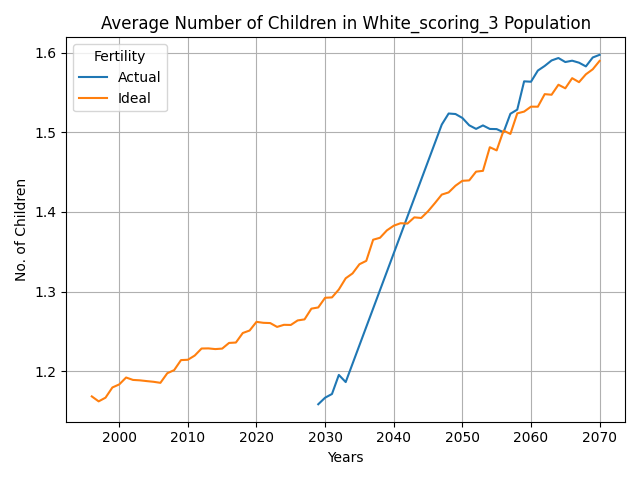 Average Number of Children in White_scoring_3 Population
Fertility
Actual
Ideal
No. of Children
1.6
1.5
1.4
1.3
1.2
2000 2010 2020 2030 2040 2050 2060 2070
Years